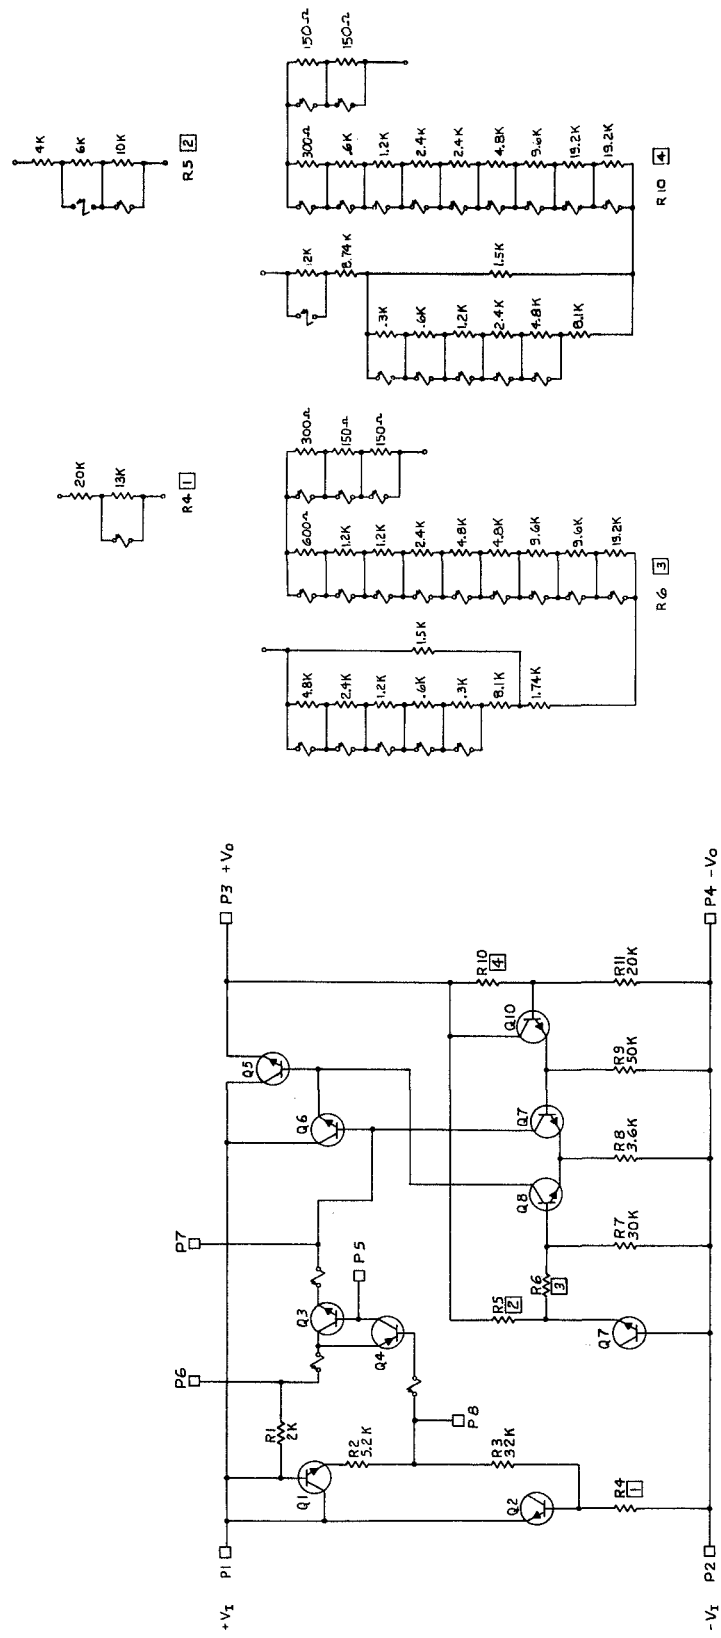 4K
6K
10K
R5 2
150Ω
150Ω
300Ω
.6K
1.2K
2.4K
2.4K
4.8K
9.6K
19.2K
19.2K
R10 4
12K
8.74K
1.5K
.3K
.6K
1.2K
2.4K
4.8K
8.1K
20K
13K
R4 1
300Ω
150Ω
150Ω
600Ω
1.2K
1.2K
2.4K
4.8K
4.8K
9.6K
9.6K
19.2K
R6 3
1.5K
4.8K
2.4K
1.2K
.6K
.3K
8.1K
1.74K
P3 +VO
P4 -VO
R10
4
R11
20K
Q10
R9
50K
Q5
Q6
Q7
R8
3.6K
Q8
R7
30K
P7
R6
3
P5
R5
2
Q3
Q4
Q7
P6
P8
R1
2K
R2
5.2K
R3
32K
Q1
Q2
R4
1
P1
+VI
P2
-VI